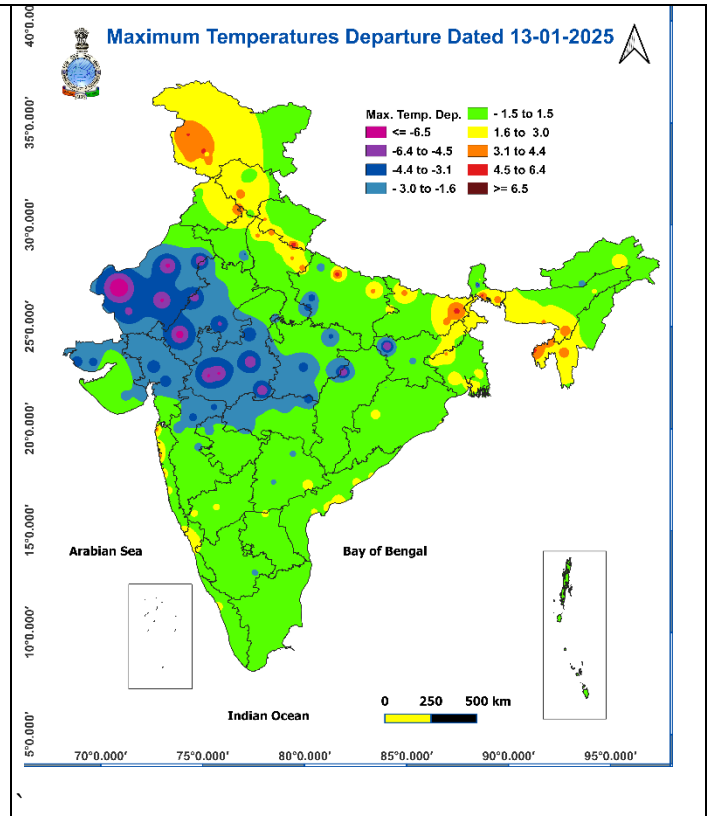 Maximum Temperatures Departure Dated 13-01-2025
40°0.000'
35°0.000'
30°0.000'
25°0.000'
20°0.000'
15°0.000'
10°0.000'
5°0.000'
Max. Temp. Dep.
<= -6.5
-6.4 to -4.5
-4.4 to -3.1
- 3.0 to -1.6
- 1.5 to 1.5
1.6 to 3.0
3.1 to 4.4
4.5 to 6.4
>= 6.5
Arabian Sea
Bay of Bengal
Indian Ocean
0 250 500 km
70°0.000' 75°0.000' 80°0.000' 85°0.000' 90°0.000' 95°0.000'
`